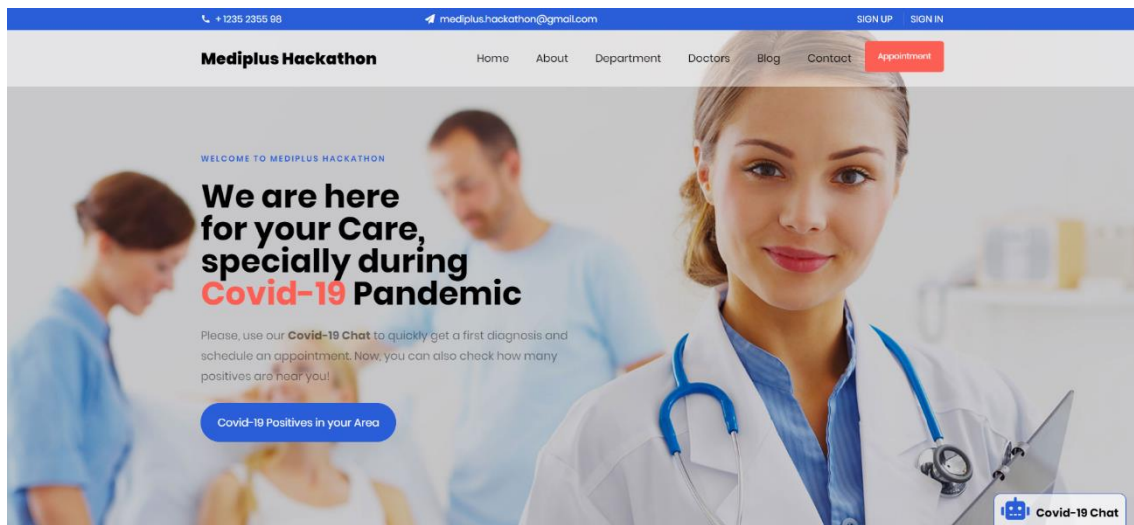 + 1235 2355 98
mediplus.hackathon@gmail.com
SIGN UP
SIGN IN
Mediplus Hackathon
Home
About
Department
Doctors
Blog
Contact
Appointment
WELCOME TO MEDIPLUS HACKATHON
We are here
for your Care,
specially during
Covid-19 Pandemic
Please, use our Covid-19 Chat to quickly get a first diagnosis and
schedule an appointment. Now, you can also check how many
positives are near you!
Covid-19 Positives in your Area
Covid-19 Chat